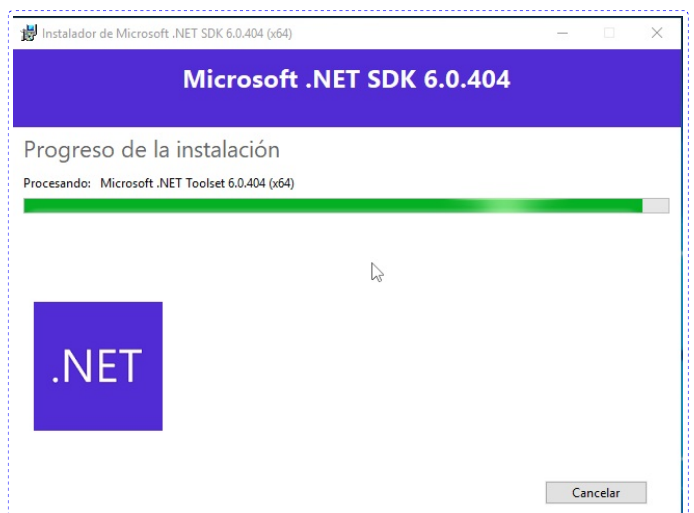 Instalador de Microsoft .NET SDK 6.0.404 (x64)
Microsoft .NET SDK 6.0.404
Progreso de la instalación
Procesando: Microsoft .NET Toolset 6.0.404 (x64)
.NET
Cancelar